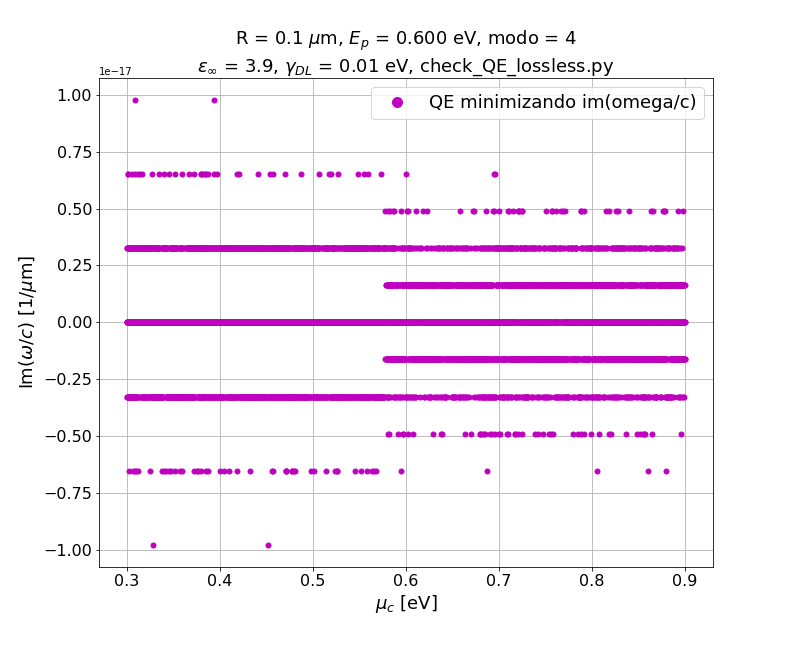 R = 0.1 μm, E_p = 0.600 eV, modo = 4
ε_∞ = 3.9, γ_DL = 0.01 eV, check_QE_lossless.py
1e−17
QE minimizando im(omega/c)
1.00
0.75
0.50
0.25
0.00
−0.25
−0.50
−0.75
−1.00
Im(ω/c) [1/μm]
0.3 0.4 0.5 0.6 0.7 0.8 0.9
μ_c [eV]